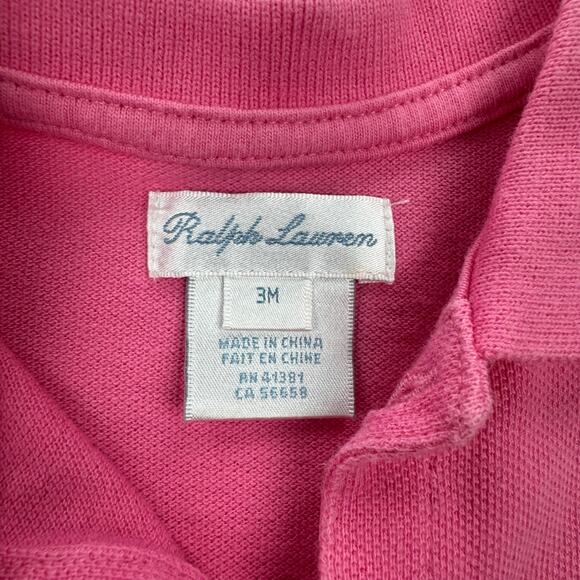 Ralph Lauren
3M
MADE IN CHINA
FAIT EN CHINE
RN 41381
CA 56658